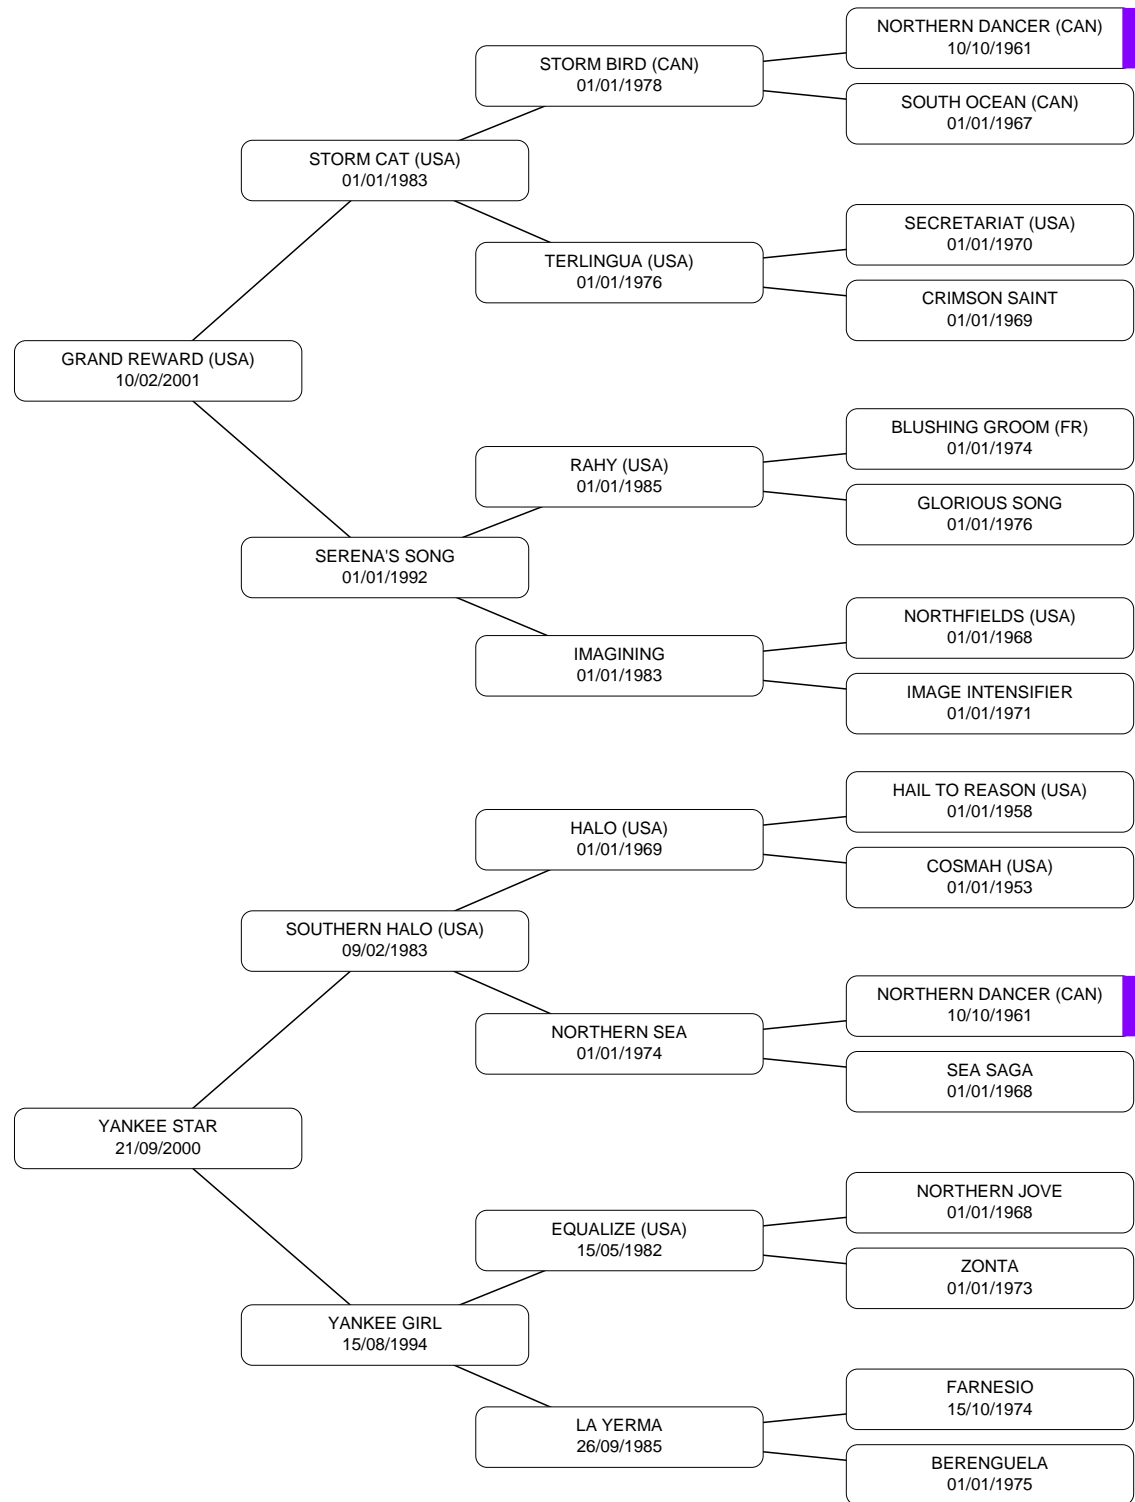 NORTHERN DANCER (CAN)
10/10/1961
STORM BIRD (CAN)
01/01/1978
SOUTH OCEAN (CAN)
01/01/1967
STORM CAT (USA)
01/01/1983
SECRETARIAT (USA)
01/01/1970
TERLINGUA (USA)
01/01/1976
CRIMSON SAINT
01/01/1969
GRAND REWARD (USA)
10/02/2001
BLUSHING GROOM (FR)
01/01/1974
RAHY (USA)
01/01/1985
GLORIOUS SONG
01/01/1976
SERENA'S SONG
01/01/1992
NORTHFIELDS (USA)
01/01/1968
IMAGINING
01/01/1983
IMAGE INTENSIFIER
01/01/1971
HAIL TO REASON (USA)
01/01/1958
HALO (USA)
01/01/1969
COSMAH (USA)
01/01/1953
SOUTHERN HALO (USA)
09/02/1983
NORTHERN DANCER (CAN)
10/10/1961
NORTHERN SEA
01/01/1974
SEA SAGA
01/01/1968
YANKEE STAR
21/09/2000
NORTHERN JOVE
01/01/1968
EQUALIZE (USA)
15/05/1982
ZONTA
01/01/1973
YANKEE GIRL
15/08/1994
FARNESIO
15/10/1974
LA YERMA
26/09/1985
BERENGUELA
01/01/1975